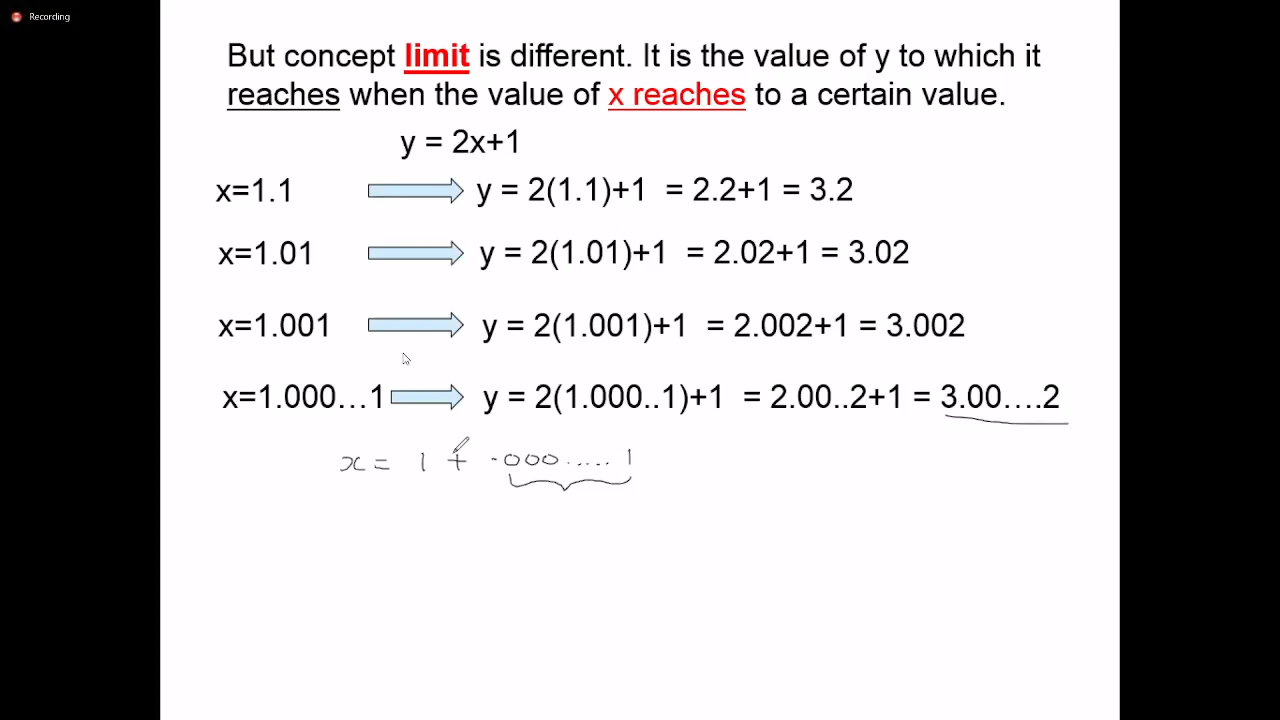 Recording
But concept limit is different. It is the value of y to which it
reaches when the value of x reaches to a certain value.
y = 2x+1
x=1.1 y = 2(1.1)+1 = 2.2+1 = 3.2
x=1.01 y = 2(1.01)+1 = 2.02+1 = 3.02
x=1.001 y = 2(1.001)+1 = 2.002+1 = 3.002
x=1.000…1 y = 2(1.000..1)+1 = 2.00..2+1 = 3.00….2
x = 1 + .000.....1